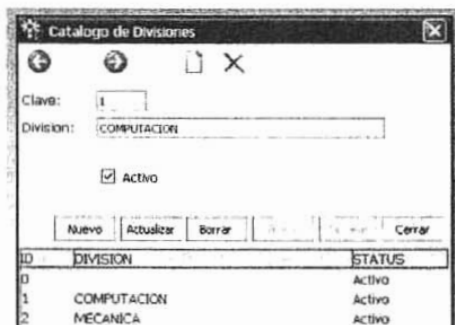 Catalogo de Divisiones
Clave: 1
Division: COMPUTACION
Activo
Nuevo Actualizar Borrar Cerrar
ID DIVISION STATUS
0 Activo
1 COMPUTACION Activo
2 MECANICA Activo